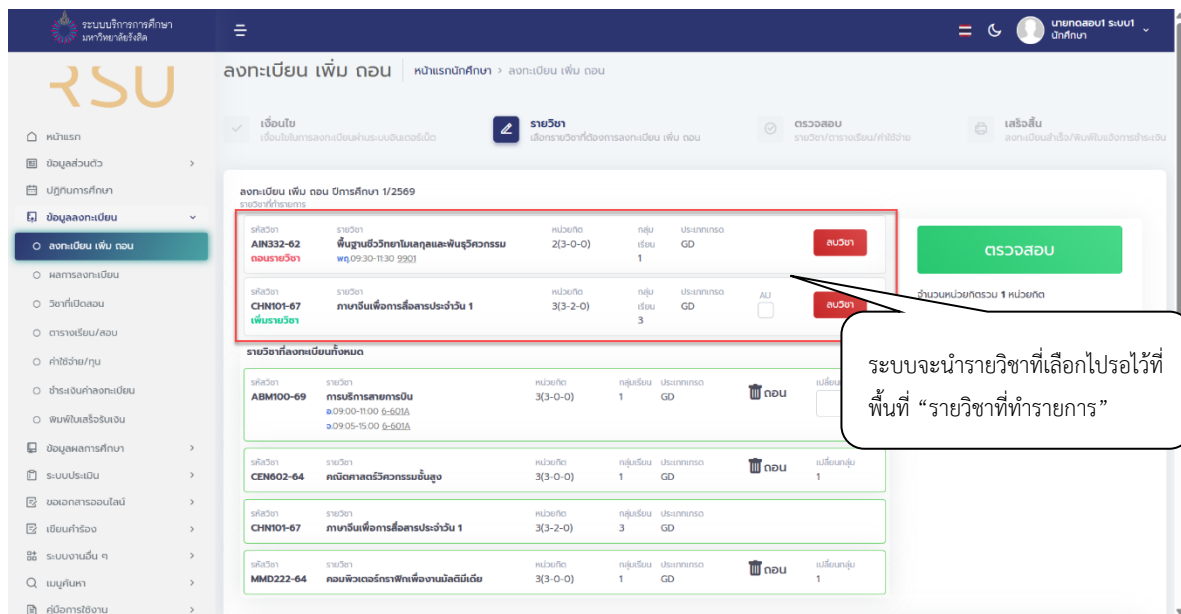 ระบบบริการการศึกษา
มหาวิทยาลัยรังสิต
นายทดสอบ1 ระบบ1
นักศึกษา
RSU
ลงทะเบียน เพิ่ม ถอน
หน้าแรกนักศึกษา > ลงทะเบียน เพิ่ม ถอน
เงื่อนไข
เงื่อนไขในการลงทะเบียนผ่านระบบอินเตอร์เน็ต
รายวิชา
เลือกรายวิชาที่ต้องการลงทะเบียน เพิ่ม ถอน
ตรวจสอบ
รายวิชา/ตารางเรียน/ค่าใช้จ่าย
เสร็จสิ้น
ลงทะเบียนสำเร็จ/พิมพ์ใบแจ้งการชำระเงิน
หน้าแรก
ข้อมูลส่วนตัว
ปฏิทินการศึกษา
ข้อมูลลงทะเบียน
ลงทะเบียน เพิ่ม ถอน
ผลการลงทะเบียน
วิชาที่เปิดสอน
ตารางเรียน/สอบ
ค่าใช้จ่าย/ทุน
ชำระเงินค่าลงทะเบียน
พิมพ์ใบเสร็จรับเงิน
ข้อมูลผลการศึกษา
ระบบประเมิน
ขอเอกสารออนไลน์
เขียนคำร้อง
ระบบงานอื่น ๆ
เมนูค้นหา
คู่มือการใช้งาน
ลงทะเบียน เพิ่ม ถอน ปีการศึกษา 1/2569
รายวิชาที่ทำรายการ
รหัสวิชา รายวิชา หน่วยกิต กลุ่ม ประเภทเกรด
AIN332-62 พื้นฐานชีววิทยาโมเลกุลและพันธุวิศวกรรม 2(3-0-0) เรียน GD ลบวิชา
ถอนรายวิชา พฤ.09:30-11:30 9901 1
รหัสวิชา รายวิชา หน่วยกิต กลุ่ม ประเภทเกรด AU
CHN101-67 ภาษาจีนเพื่อการสื่อสารประจำวัน 1 3(3-2-0) เรียน GD ลบวิชา
เพิ่มรายวิชา 3
ตรวจสอบ
จำนวนหน่วยกิตรวม 1 หน่วยกิต
ระบบจะนำรายวิชาที่เลือกไปรอไว้ที่
พื้นที่ “รายวิชาที่ทำรายการ”
รายวิชาที่ลงทะเบียนทั้งหมด
รหัสวิชา รายวิชา หน่วยกิต กลุ่มเรียน ประเภทเกรด
ABM100-69 การบริการสายการบิน 3(3-0-0) 1 GD ถอน
อ.09:00-11:00 6-601A
จ.09:05-15:00 6-601A
รหัสวิชา รายวิชา หน่วยกิต กลุ่มเรียน ประเภทเกรด เปลี่ยนกลุ่ม
CEN602-64 คณิตศาสตร์วิศวกรรมขั้นสูง 3(3-0-0) 1 GD ถอน 1
รหัสวิชา รายวิชา หน่วยกิต กลุ่มเรียน ประเภทเกรด
CHN101-67 ภาษาจีนเพื่อการสื่อสารประจำวัน 1 3(3-2-0) 3 GD
รหัสวิชา รายวิชา หน่วยกิต กลุ่มเรียน ประเภทเกรด เปลี่ยนกลุ่ม
MMD222-64 คอมพิวเตอร์กราฟิกเพื่องานมัลติมีเดีย 3(3-0-0) 1 GD ถอน 1